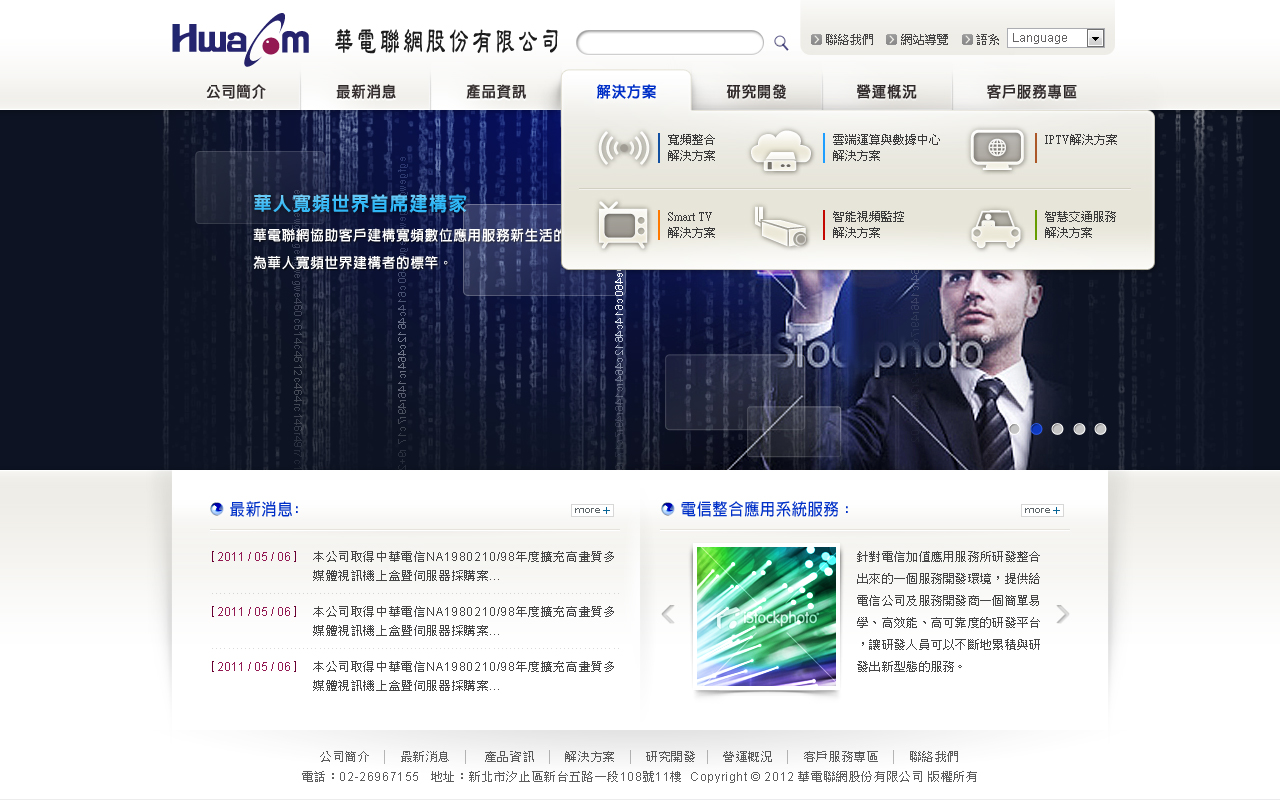 Hwacom 華電聯網股份有限公司
聯絡我們 網站導覽 語系 Language
公司簡介 最新消息 產品資訊 解決方案 研究開發 營運概況 客戶服務專區
寬頻整合
解決方案
雲端運算與數據中心
解決方案
IPTV解決方案
Smart TV
解決方案
智能視頻監控
解決方案
智慧交通服務
解決方案
華人寬頻世界首席建構家
華電聯網協助客戶建構寬頻數位應用服務新生活的
為華人寬頻世界建構者的標竿。
iStockphoto
最新消息:
more+
[ 2011 / 05 / 06 ] 本公司取得中華電信NA1980210/98年度擴充高畫質多
媒體視訊機上盒暨伺服器採購案...
[ 2011 / 05 / 06 ] 本公司取得中華電信NA1980210/98年度擴充高畫質多
媒體視訊機上盒暨伺服器採購案...
[ 2011 / 05 / 06 ] 本公司取得中華電信NA1980210/98年度擴充高畫質多
媒體視訊機上盒暨伺服器採購案...
電信整合應用系統服務：
more+
iStockphoto
針對電信加值應用服務所研發整合
出來的一個服務開發環境，提供給
電信公司及服務開發商一個簡單易
學、高效能、高可靠度的研發平台
，讓研發人員可以不斷地累積與研
發出新型態的服務。
公司簡介 | 最新消息 | 產品資訊 | 解決方案 | 研究開發 | 營運概況 | 客戶服務專區 | 聯絡我們
電話：02-26967155 地址：新北市汐止區新台五路一段108號11樓 Copyright © 2012 華電聯網股份有限公司 版權所有